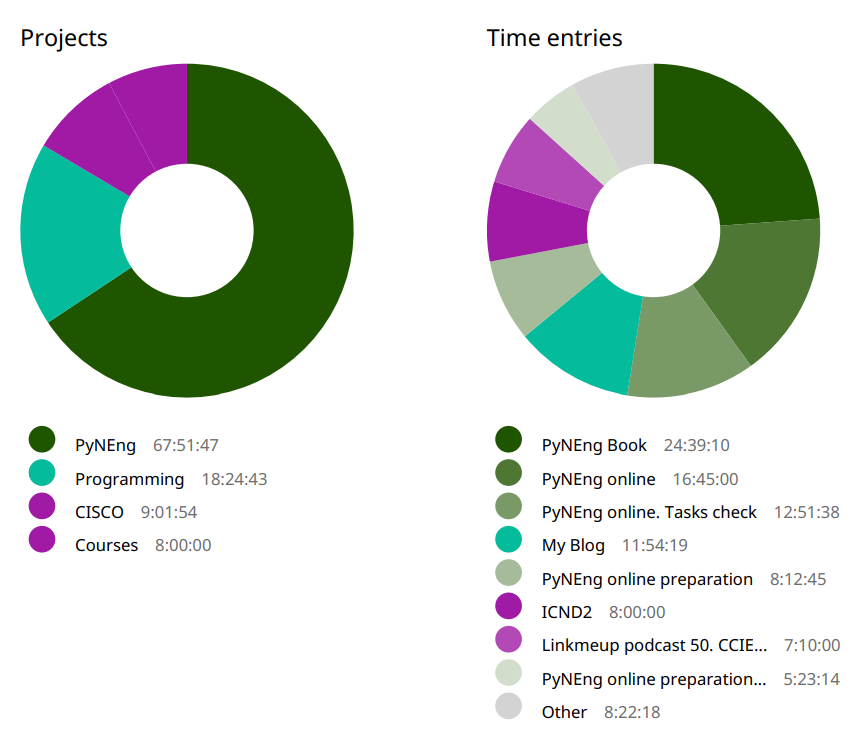 Projects
PyNEng 67:51:47
Programming 18:24:43
CISCO 9:01:54
Courses 8:00:00
Time entries
PyNEng Book 24:39:10
PyNEng online 16:45:00
PyNEng online. Tasks check 12:51:38
My Blog 11:54:19
PyNEng online preparation 8:12:45
ICND2 8:00:00
Linkmeup podcast 50. CCIE... 7:10:00
PyNEng online preparation... 5:23:14
Other 8:22:18